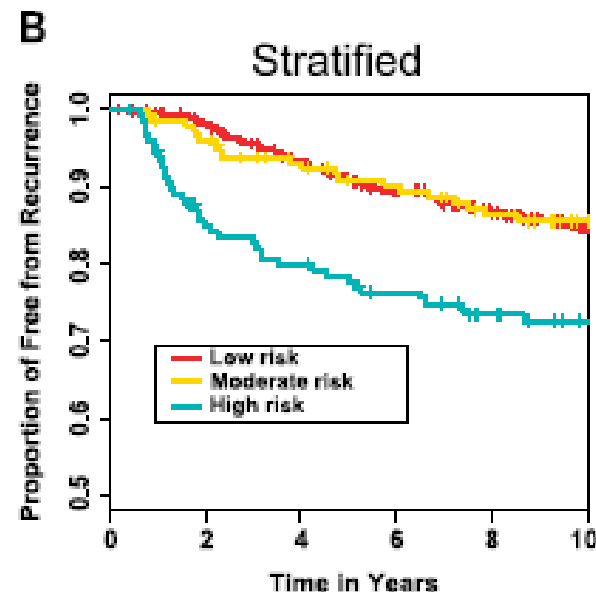 B
Stratified
Proportion of Free from Recurrence
1.0
0.9
0.8
0.7
0.6
0.5
Low risk
Moderate risk
High risk
0 2 4 6 8 10
Time in Years